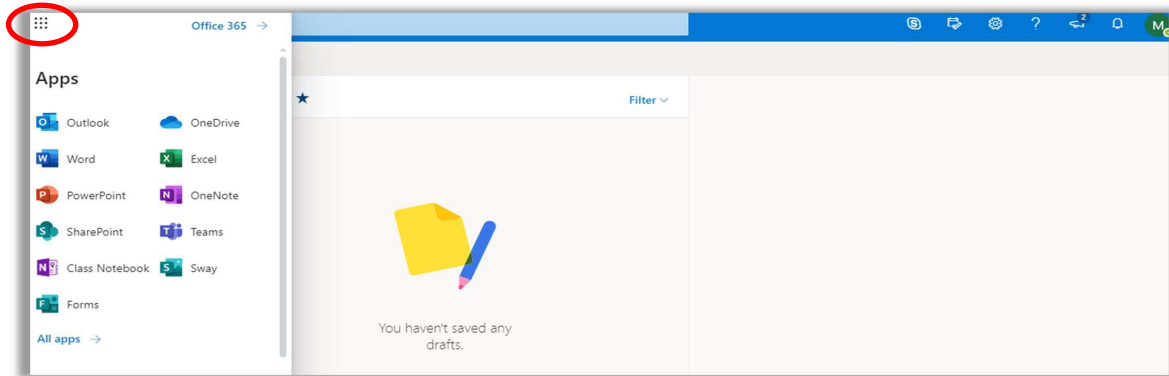 Office 365
2
M
Apps
Filter
Outlook
OneDrive
Word
Excel
PowerPoint
OneNote
SharePoint
Teams
Class Notebook
Sway
Forms
All apps
You haven't saved any
drafts.